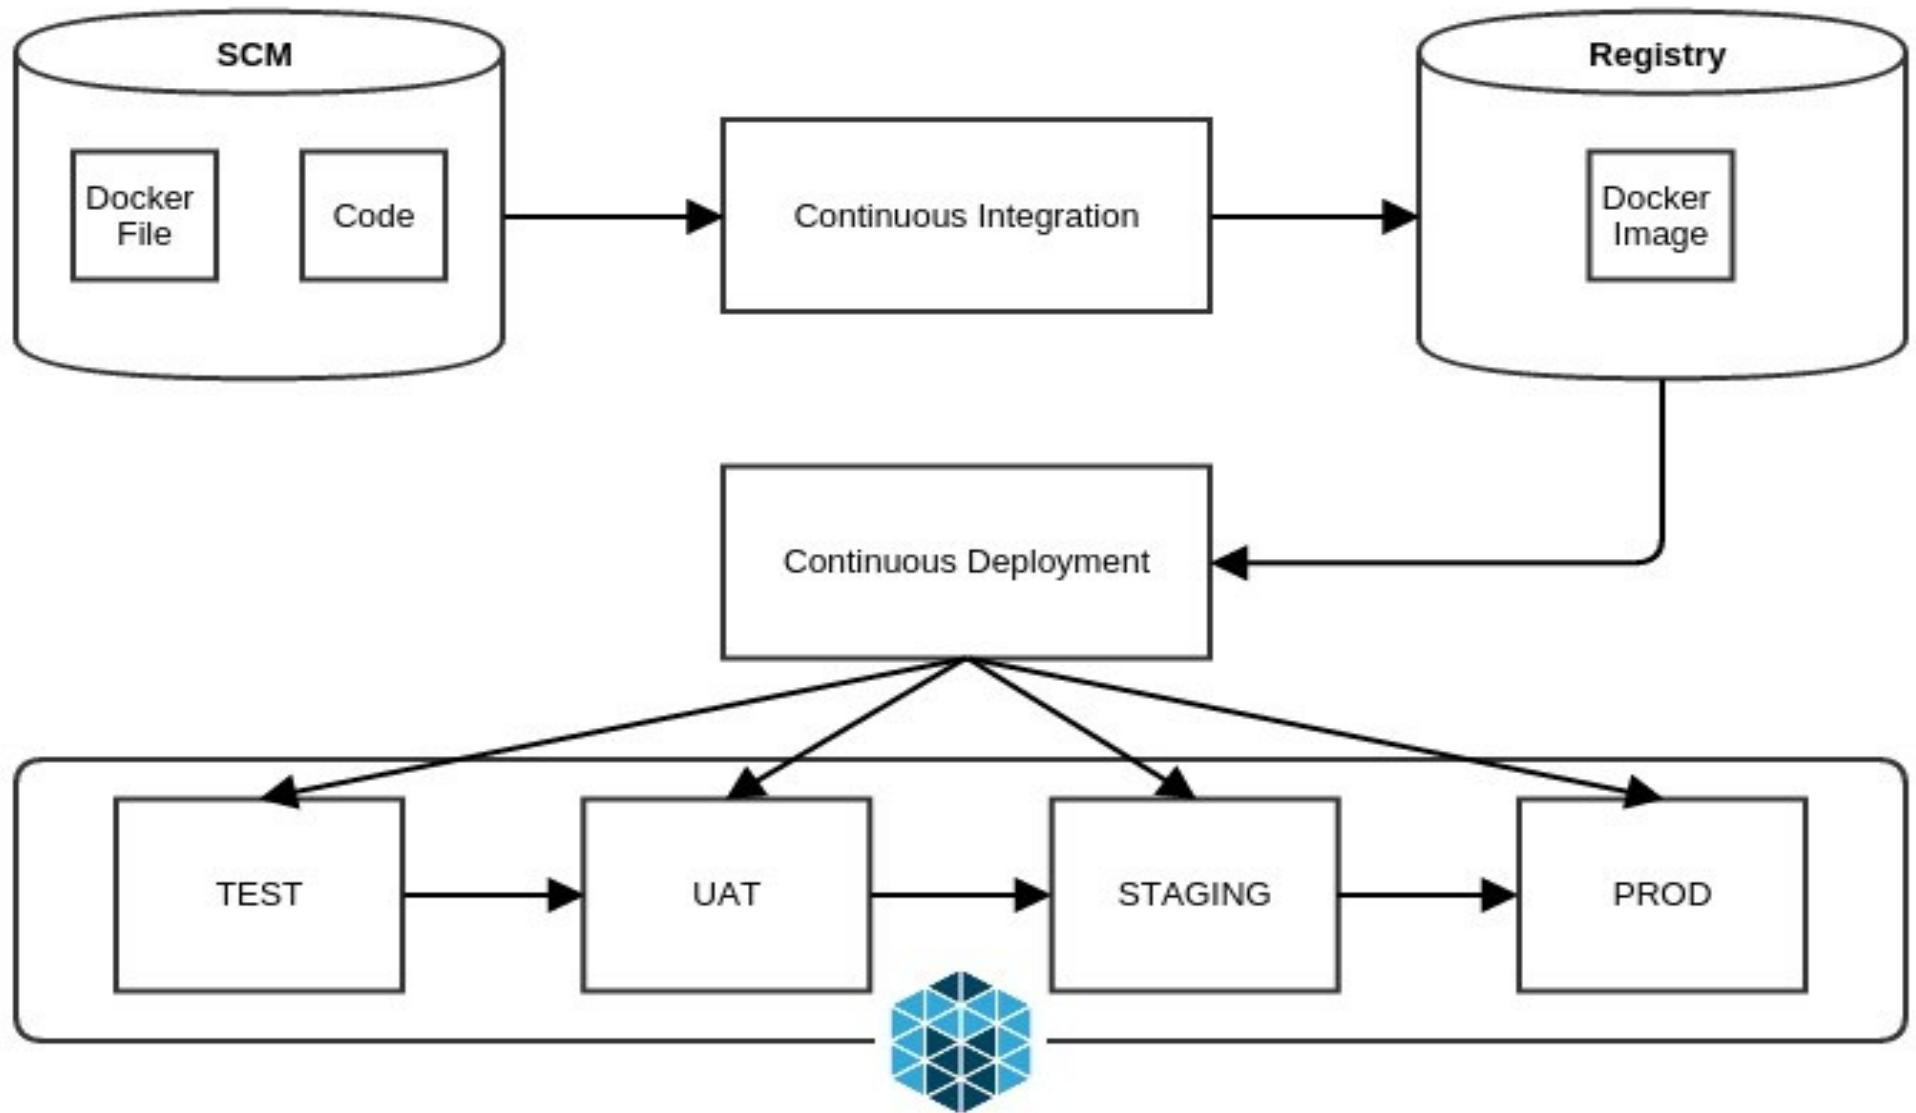 SCM
Registry
Docker
File
Code
Continuous Integration
Docker
Image
Continuous Deployment
TEST
UAT
STAGING
PROD